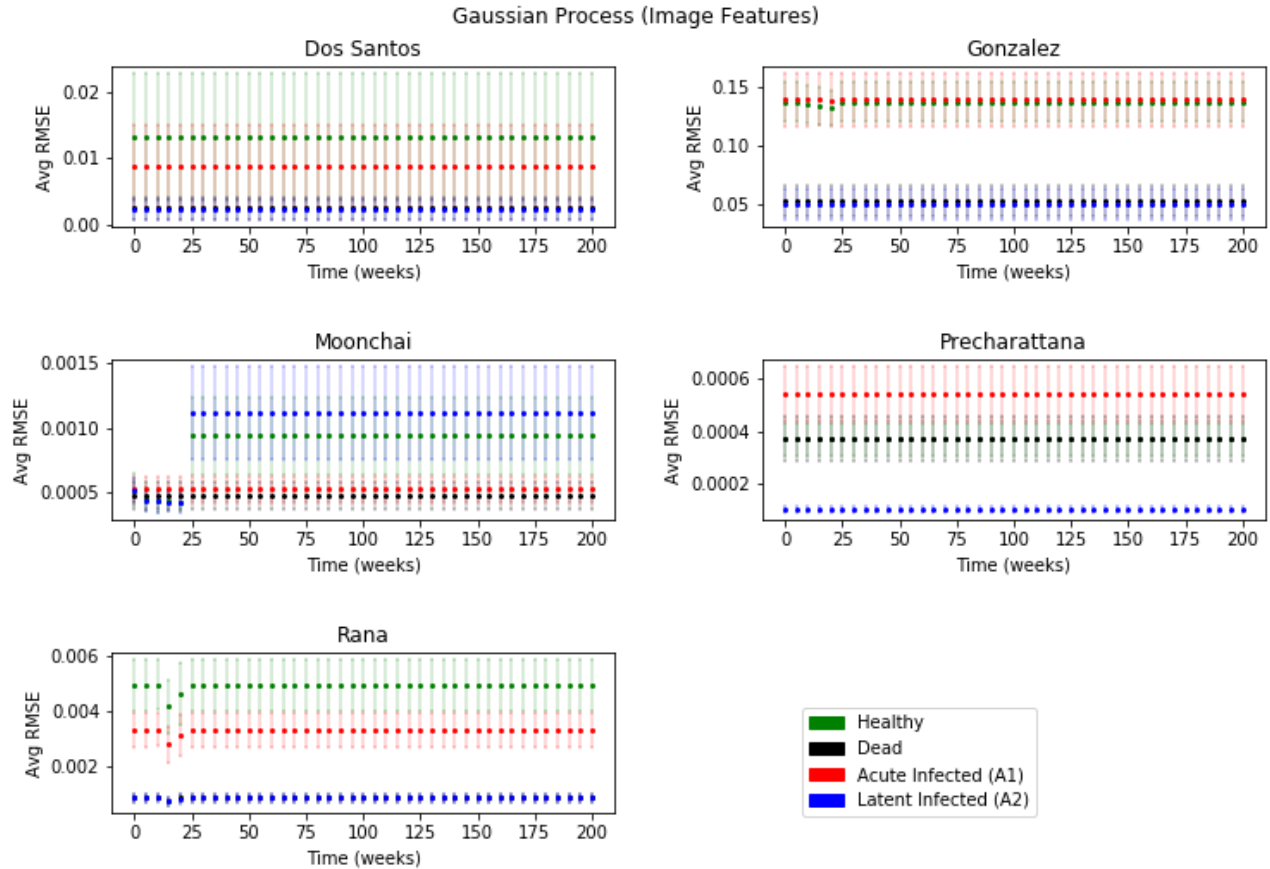 Gaussian Process (Image Features)
Dos Santos
Avg RMSE
0.02
0.01
0.00
0 25 50 75 100 125 150 175 200
Time (weeks)
Gonzalez
Avg RMSE
0.15
0.10
0.05
0 25 50 75 100 125 150 175 200
Time (weeks)
Moonchai
Avg RMSE
0.0015
0.0010
0.0005
0 25 50 75 100 125 150 175 200
Time (weeks)
Precharattana
Avg RMSE
0.0006
0.0004
0.0002
0 25 50 75 100 125 150 175 200
Time (weeks)
Rana
Avg RMSE
0.006
0.004
0.002
0 25 50 75 100 125 150 175 200
Time (weeks)
Healthy
Dead
Acute Infected (A1)
Latent Infected (A2)